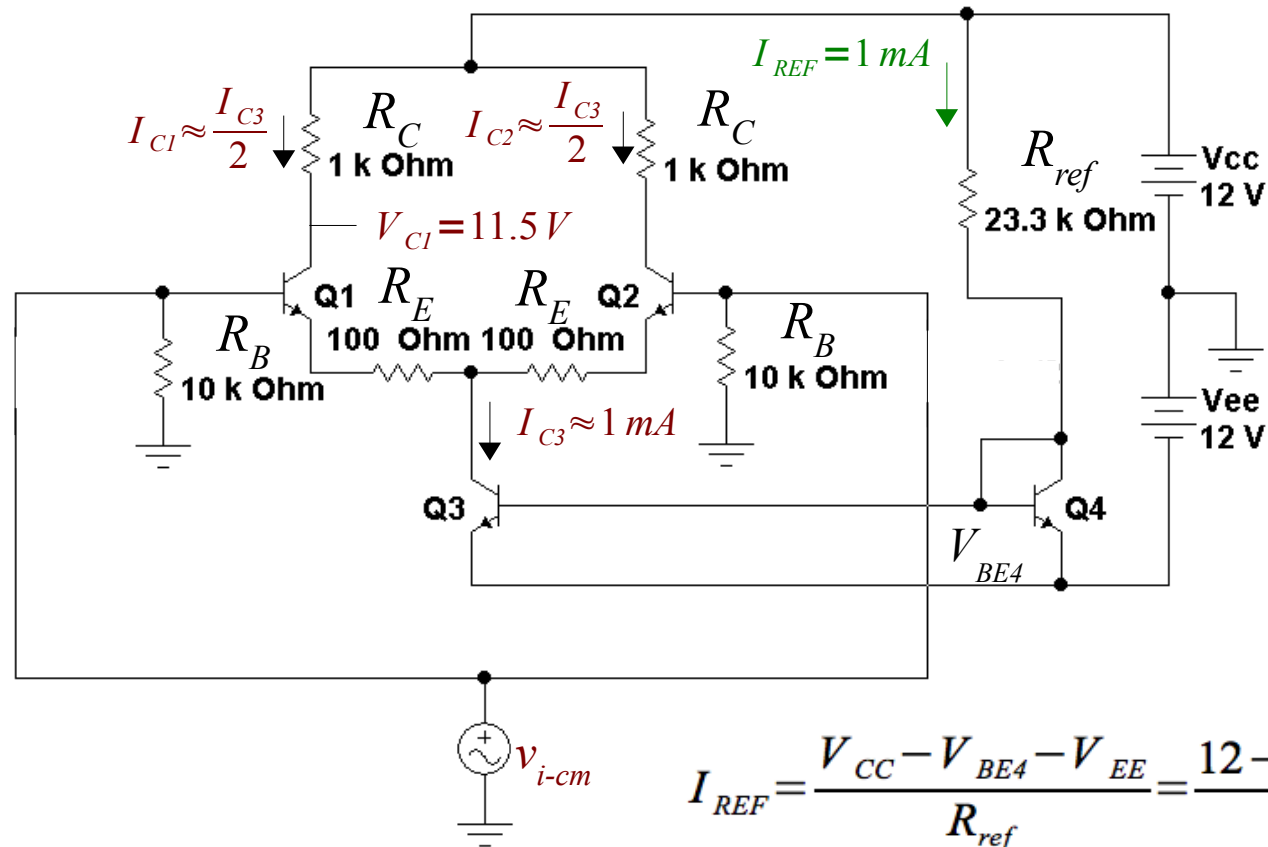 I_REF = 1 mA
I_C1 ≈ I_C3/2
R_C
1 k Ohm
I_C2 ≈ I_C3/2
R_C
1 k Ohm
R_ref
23.3 k Ohm
Vcc
12 V
V_C1 = 11.5 V
Q1
R_E
100 Ohm
R_E
100 Ohm
Q2
R_B
10 k Ohm
R_B
10 k Ohm
I_C3 ≈ 1 mA
Vee
12 V
Q3
Q4
V_BE4
v_i-cm
I_REF = (V_CC − V_BE4 − V_EE)/R_ref = 12 −